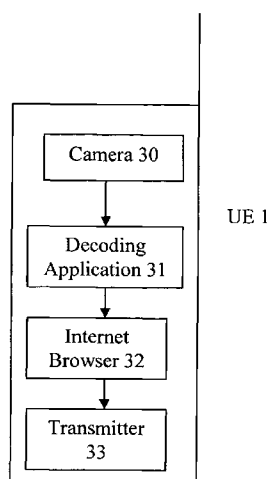 Camera 30
UE 1
Decoding
Application 31
Internet
Browser 32
Transmitter
33